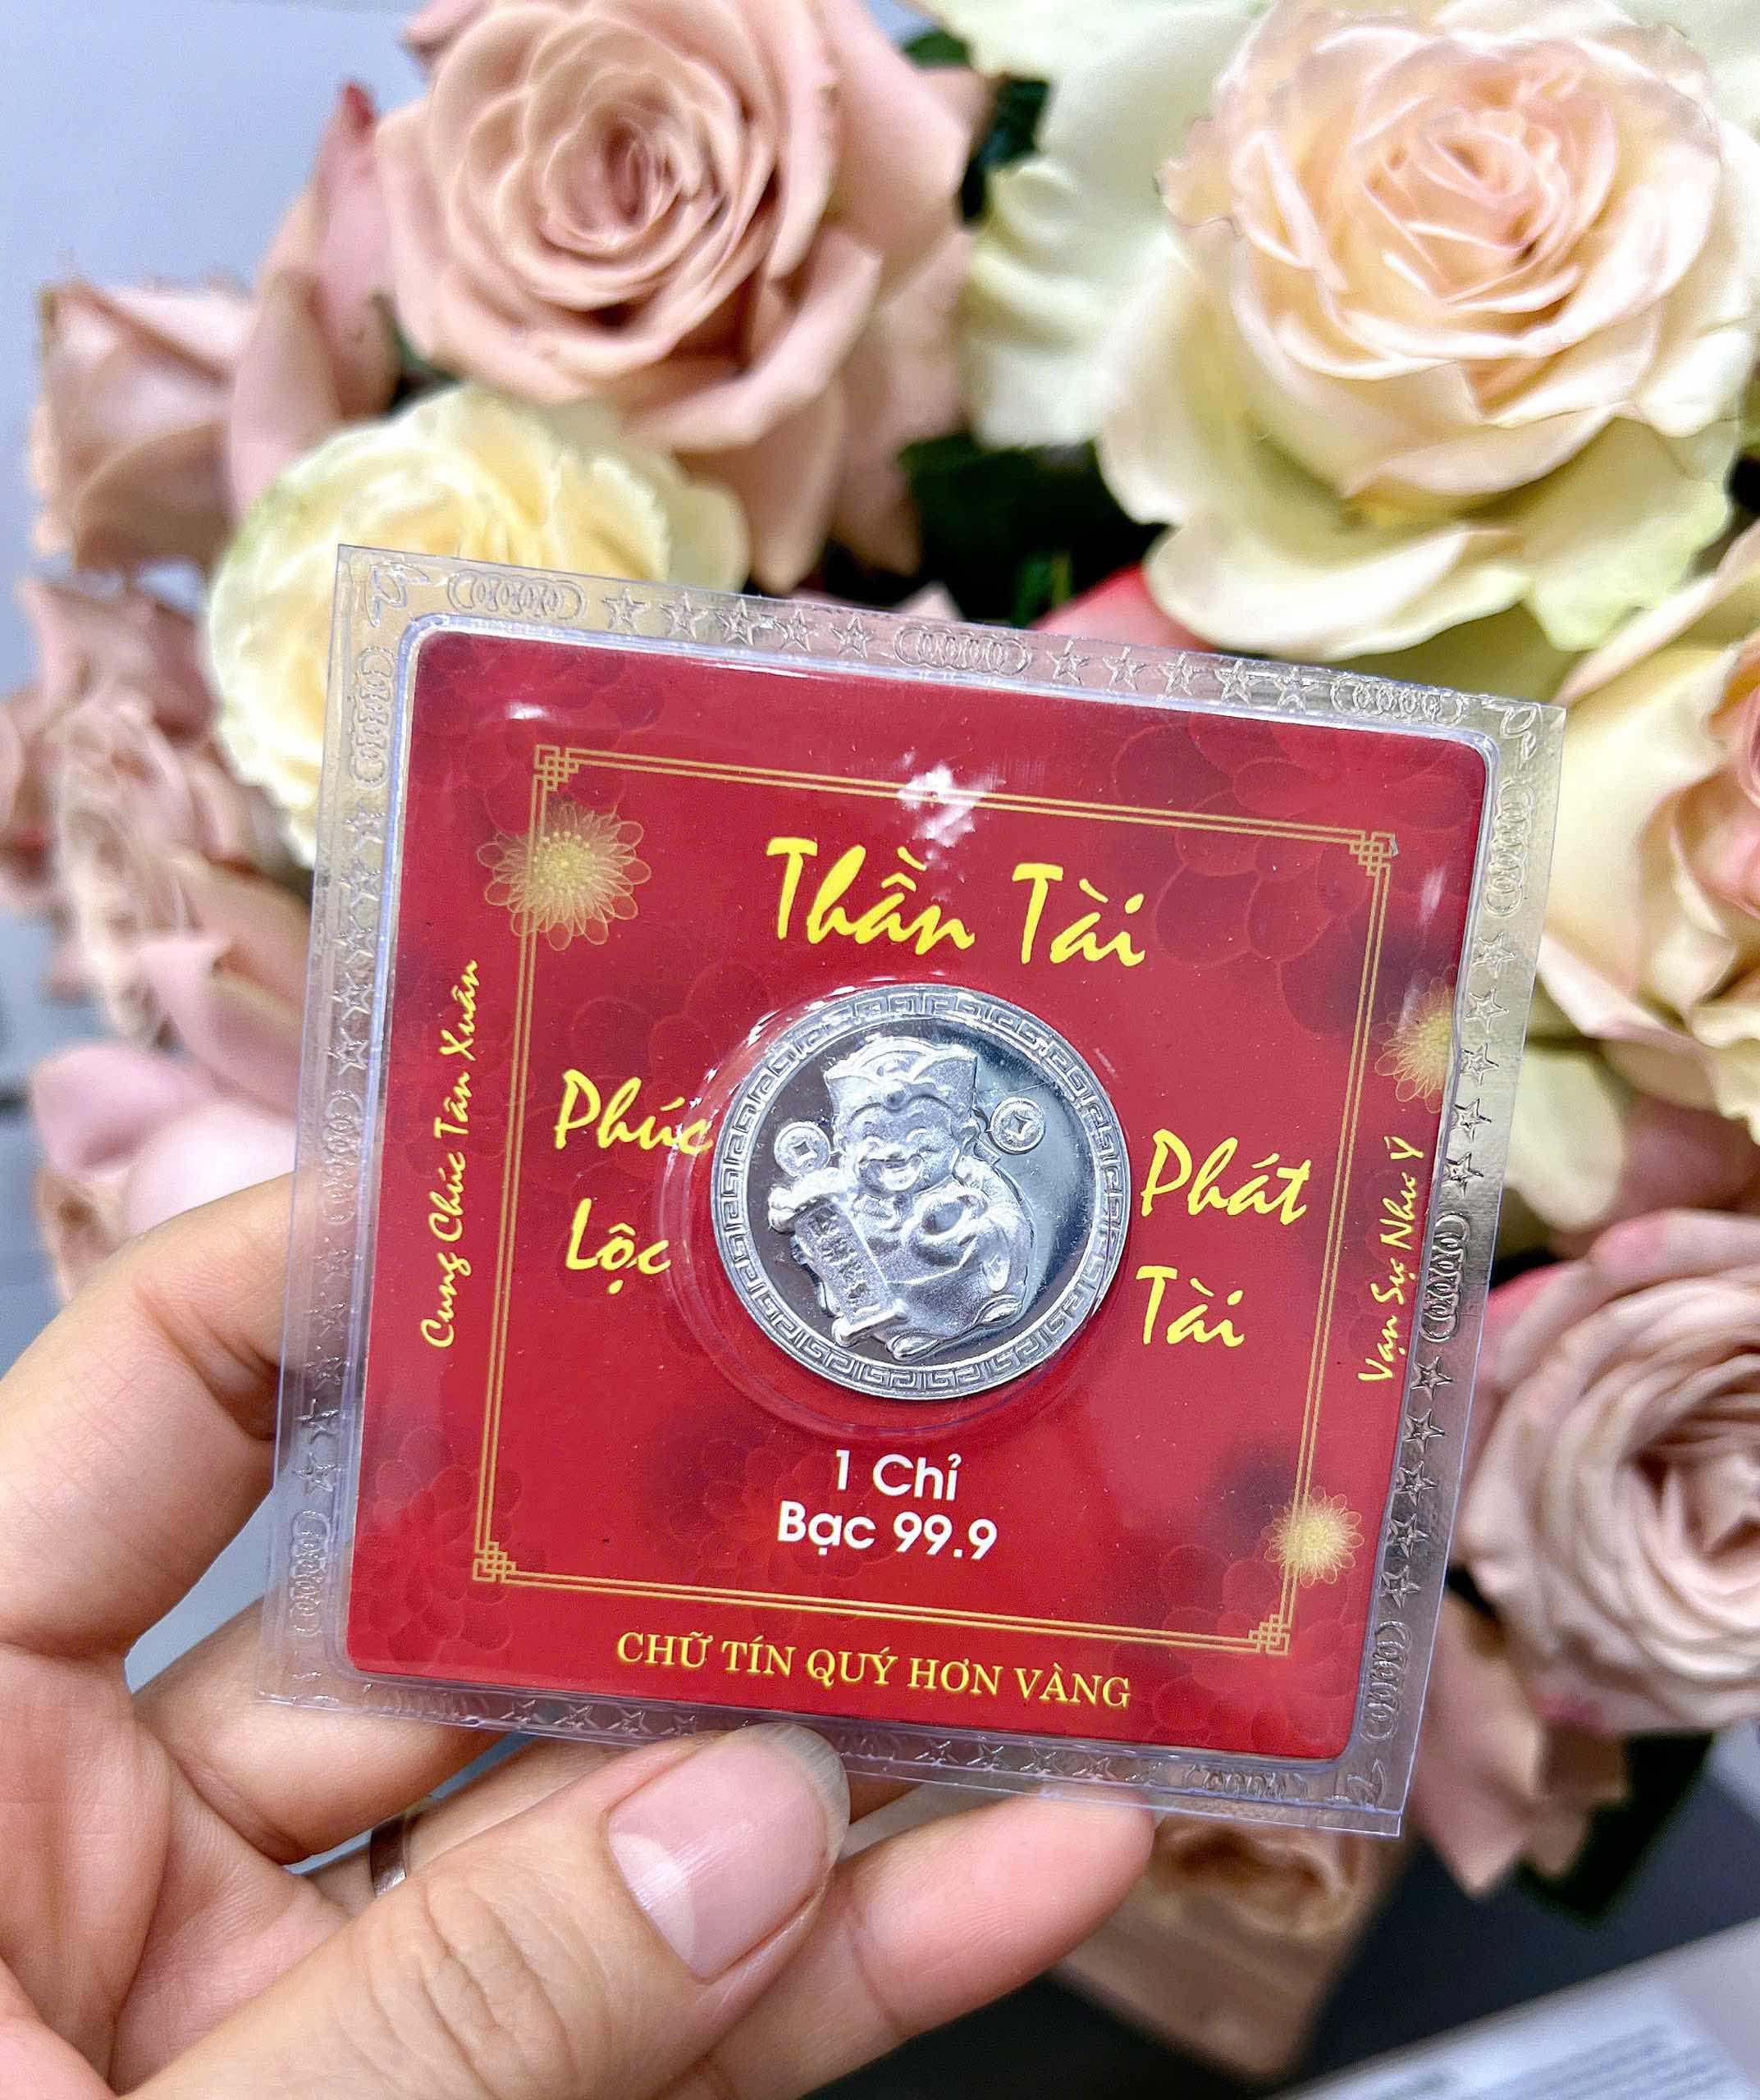 Thần Tài
Cung Chúc Tân Xuân
Phúc
Lộc
Phát
Tài
Vạn Sự Như Ý
1 Chỉ
Bạc 99.9
CHỮ TÍN QUÝ HƠN VÀNG